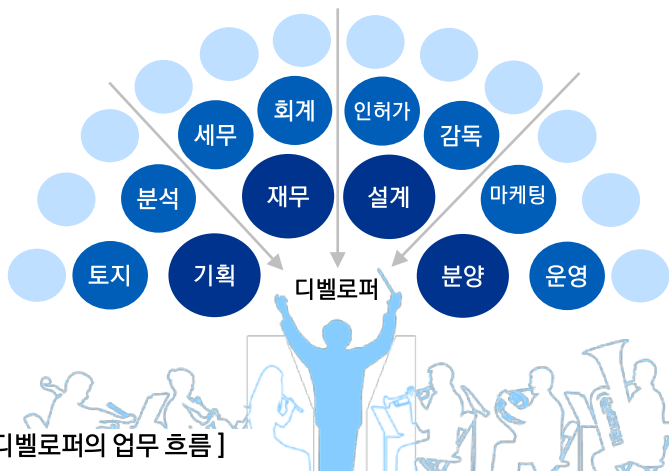 회계
인허가
세무
감독
재무
설계
분석
마케팅
토지
기획
디벨로퍼
분양
운영
디벨로퍼의 업무 흐름 ]